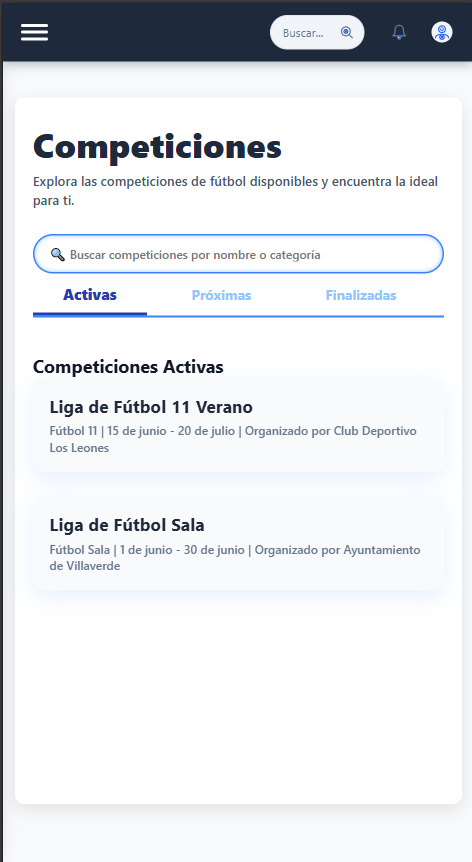 Buscar...
Competiciones
Explora las competiciones de fútbol disponibles y encuentra la ideal
para ti.
Buscar competiciones por nombre o categoría
Activas
Próximas
Finalizadas
Competiciones Activas
Liga de Fútbol 11 Verano
Fútbol 11 | 15 de junio - 20 de julio | Organizado por Club Deportivo
Los Leones
Liga de Fútbol Sala
Fútbol Sala | 1 de junio - 30 de junio | Organizado por Ayuntamiento
de Villaverde